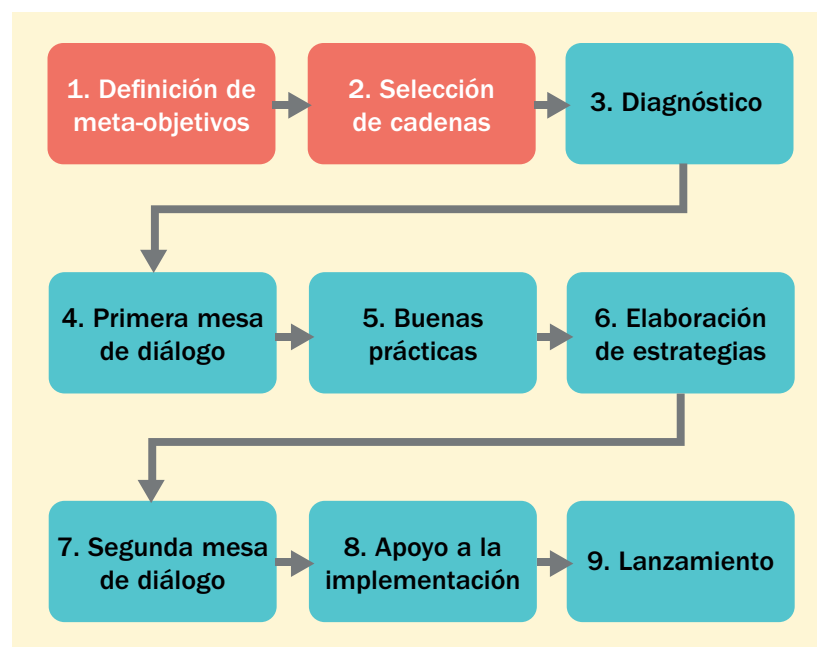 1. Definición de
meta-objetivos
2. Selección
de cadenas
3. Diagnóstico
4. Primera mesa
de diálogo
5. Buenas
prácticas
6. Elaboración
de estrategias
7. Segunda mesa
de diálogo
8. Apoyo a la
implementación
9. Lanzamiento